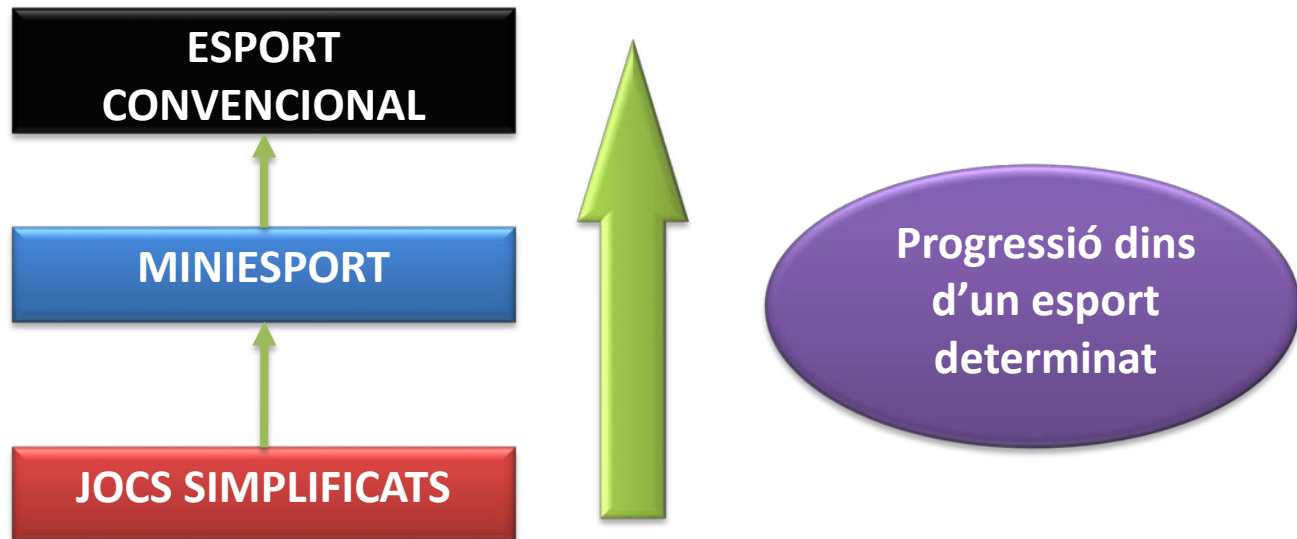 ESPORT
CONVENCIONAL
MINIESPORT
JOCS SIMPLIFICATS
Progressió dins
d’un esport
determinat